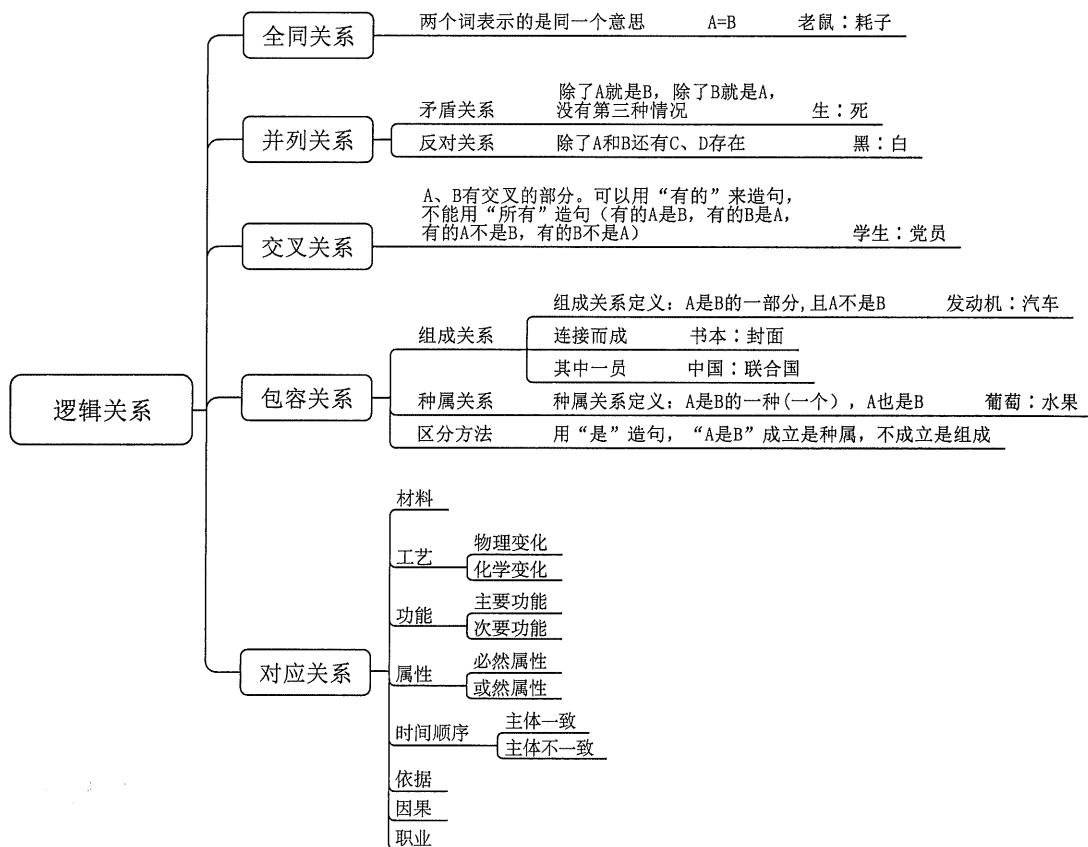 逻辑关系
全同关系
两个词表示的是同一个意思 A=B 老鼠：耗子
并列关系
矛盾关系
除了A就是B，除了B就是A，
没有第三种情况 生：死
反对关系 除了A和B还有C、D存在 黑：白
交叉关系
A、B有交叉的部分。可以用“有的”来造句，
不能用“所有”造句（有的A是B，有的B是A，
有的A不是B，有的B不是A） 学生：党员
包容关系
组成关系
组成关系定义：A是B的一部分,且A不是B 发动机：汽车
连接而成 书本：封面
其中一员 中国：联合国
种属关系 种属关系定义：A是B的一种(一个），A也是B 葡萄：水果
区分方法 用“是”造句，“A是B”成立是种属，不成立是组成
对应关系
材料
工艺
物理变化
化学变化
功能
主要功能
次要功能
属性
必然属性
或然属性
时间顺序
主体一致
主体不一致
依据
因果
职业